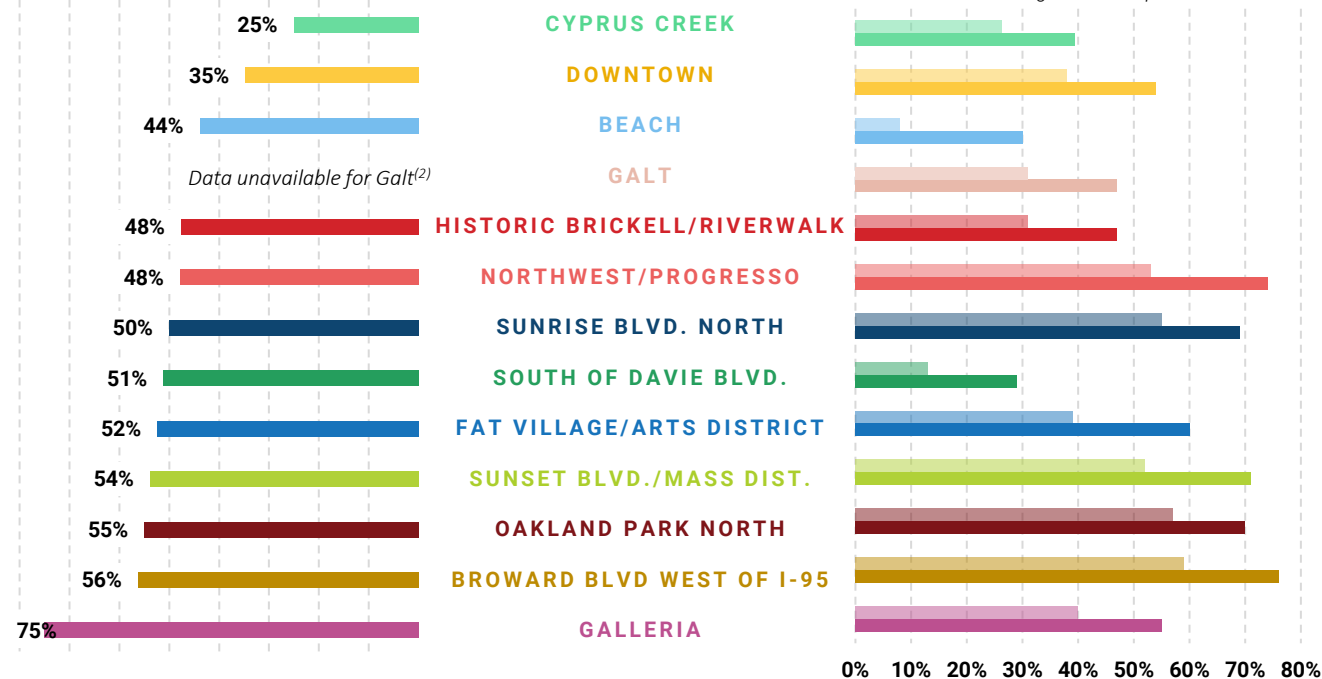 25% CYPRUS CREEK
35% DOWNTOWN
44% BEACH
Data unavailable for Galt(2) GALT
48% HISTORIC BRICKELL/RIVERWALK
48% NORTHWEST/PROGRESSO
50% SUNRISE BLVD. NORTH
51% SOUTH OF DAVIE BLVD.
52% FAT VILLAGE/ARTS DISTRICT
54% SUNSET BLVD./MASS DIST.
55% OAKLAND PARK NORTH
56% BROWARD BLVD WEST OF I-95
75% GALLERIA
0% 10% 20% 30% 40% 50% 60% 70% 80%